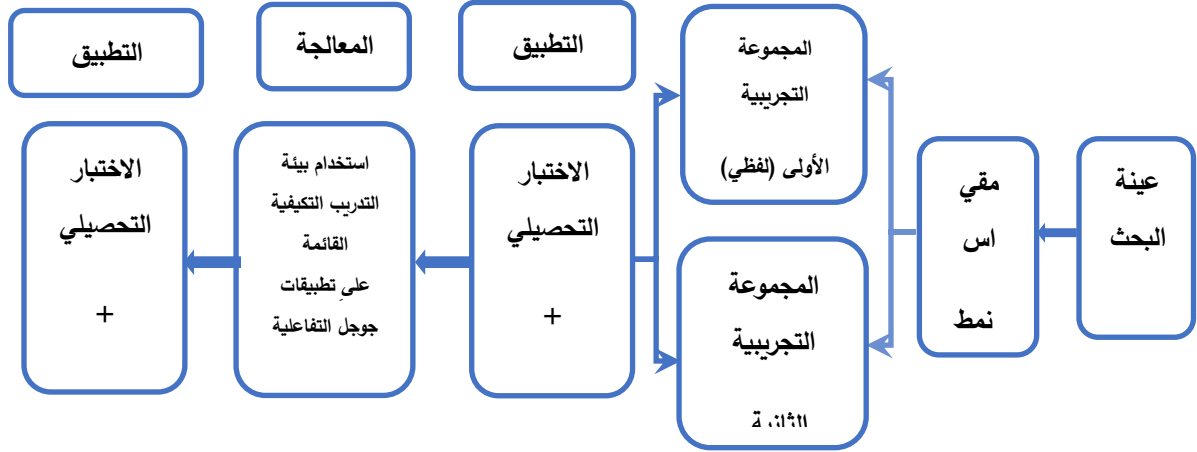 عينة
البحث
مقي
اس
نمط
المجموعة
التجريبية
الأولى (لفظي)
المجموعة
التجريبية
الثانية
التطبيق
الاختبار
التحصيلي
+
المعالجة
استخدام بيئة
التدريب التكيفية
القائمة
على تطبيقات
جوجل التفاعلية
التطبيق
الاختبار
التحصيلي
+